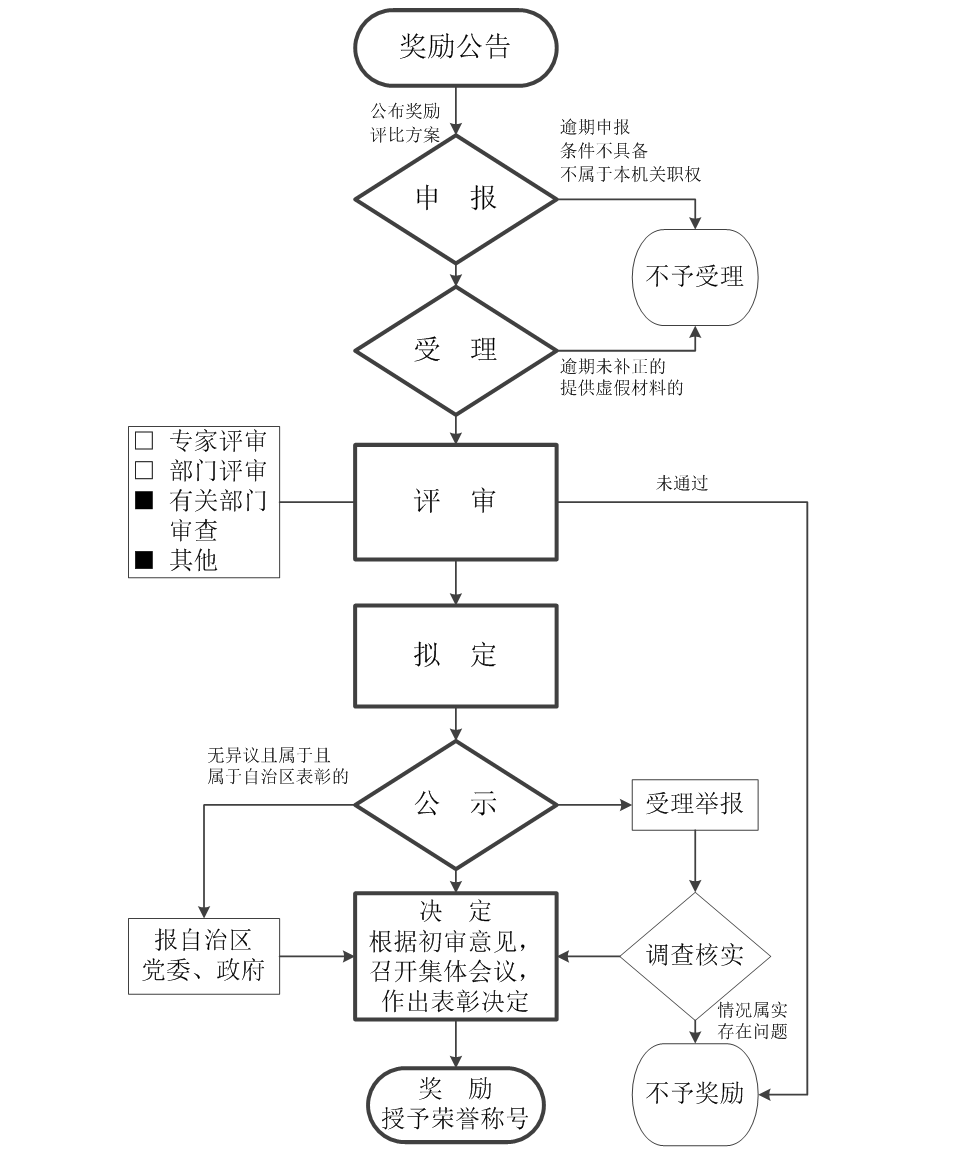 奖励公告
公布奖励
评比方案
逾期申报
条件不具备
不属于本机关职权
申 报
不予受理
受 理
逾期未补正的
提供虚假材料的
□ 专家评审
□ 部门评审
■ 有关部门
审查
■ 其他
评 审
未通过
拟 定
无异议且属于且
属于自治区表彰的
公 示
受理举报
报自治区
党委、政府
决 定
根据初审意见，
召开集体会议，
作出表彰决定
调查核实
情况属实
存在问题
奖 励
授予荣誉称号
不予奖励